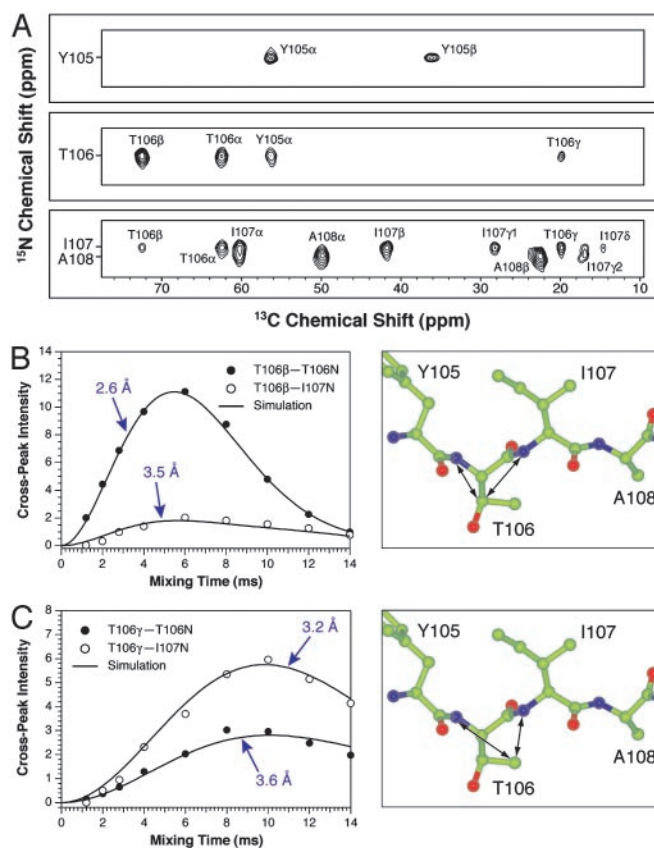 A
Y105
Y105α
Y105β
¹⁵N Chemical Shift (ppm)
T106
T106β
T106α
Y105α
T106γ
I107
A108
T106β
T106α
I107α
A108α
I107β
I107γ1
A108β
T106γ
I107γ2
I107δ
70 60 50 40 30 20 10
¹³C Chemical Shift (ppm)
B
Cross-Peak Intensity
14
12
10
8
6
4
2
0
0 2 4 6 8 10 12 14
Mixing Time (ms)
2.6 Å
3.5 Å
T106β—T106N
T106β—I107N
Simulation
Y105
I107
T106
A108
C
Cross-Peak Intensity
8
7
6
5
4
3
2
1
0
0 2 4 6 8 10 12 14
Mixing Time (ms)
T106γ—T106N
T106γ—I107N
Simulation
3.2 Å
3.6 Å
Y105
I107
T106
A108